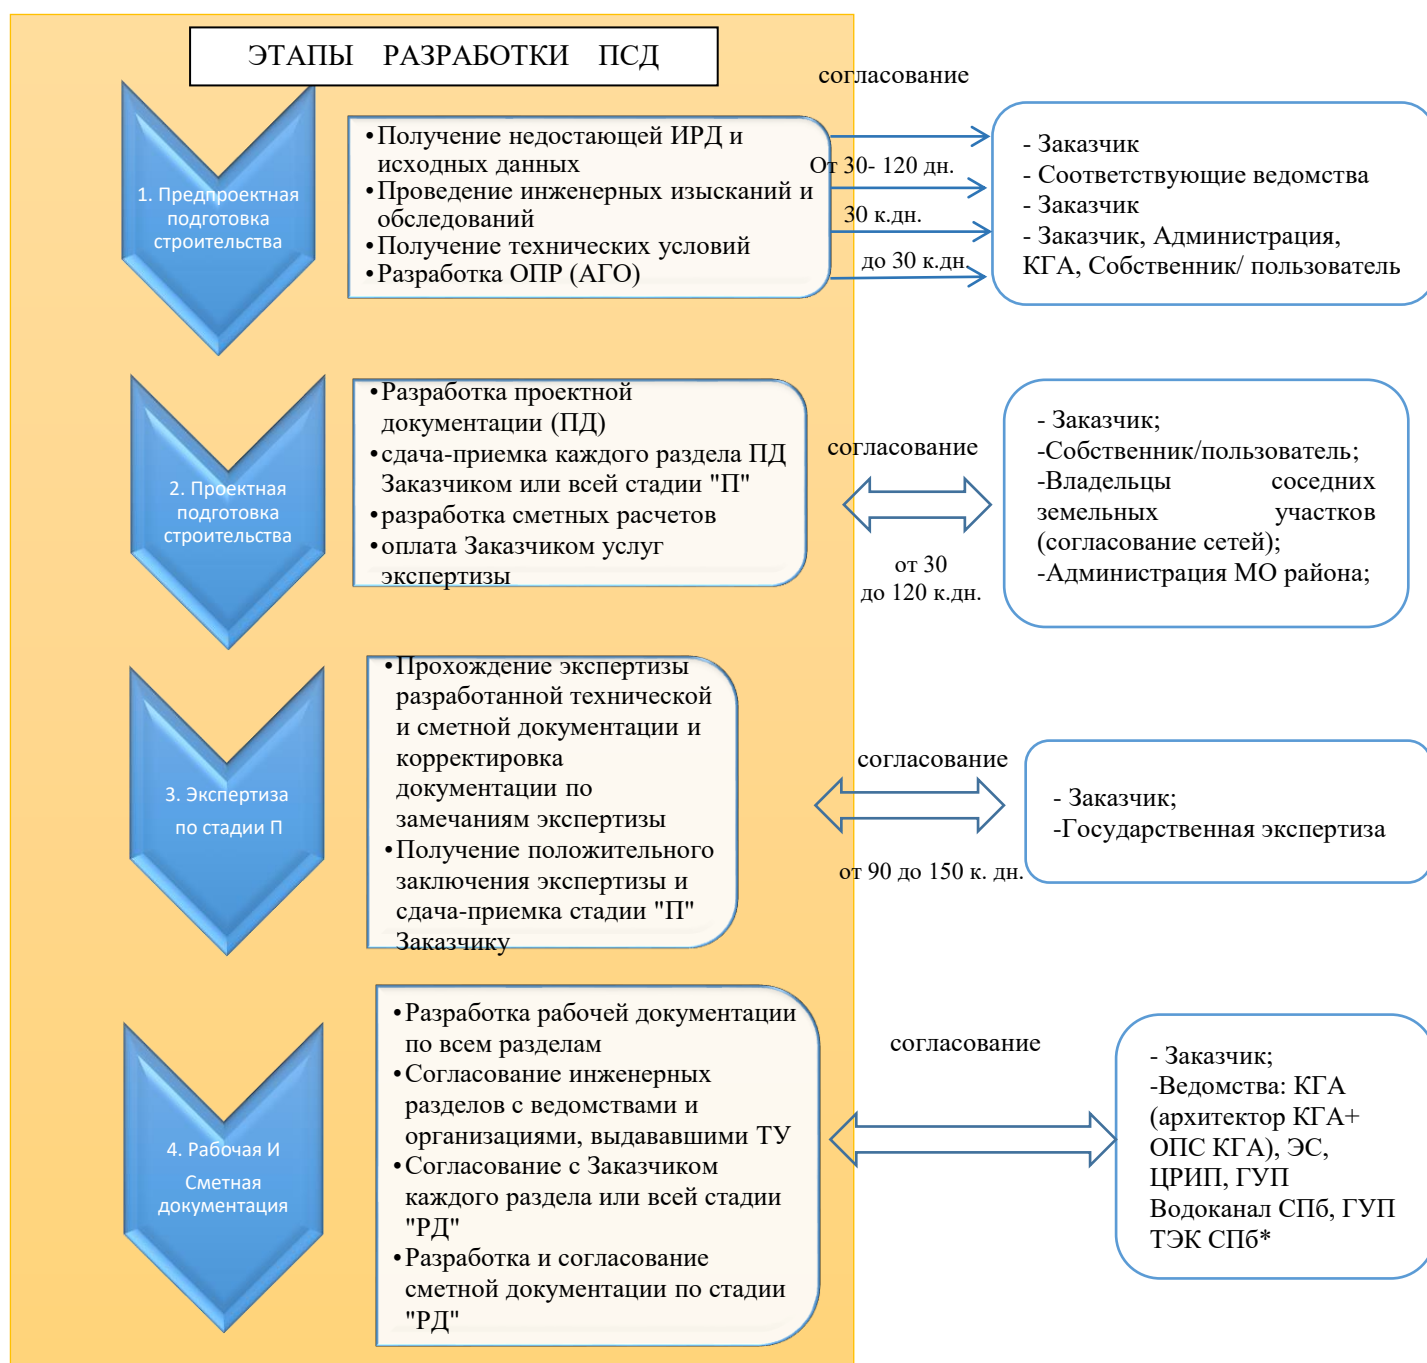 ЭТАПЫ РАЗРАБОТКИ ПСД
согласование
1. Предпроектная
подготовка
строительства
•Получение недостающей ИРД и
исходных данных
•Проведение инженерных изысканий и
обследований
•Получение технических условий
•Разработка ОПР (АГО)
От 30- 120 дн.
30 к.дн.
до 30 к.дн.
- Заказчик
- Соответствующие ведомства
- Заказчик
- Заказчик, Администрация,
КГА, Собственник/ пользователь
2. Проектная
подготовка
строительства
•Разработка проектной
документации (ПД)
•сдача-приемка каждого раздела ПД
Заказчиком или всей стадии "П"
•разработка сметных расчетов
•оплата Заказчиком услуг
экспертизы
согласование
от 30
до 120 к.дн.
- Заказчик;
-Собственник/пользователь;
-Владельцы соседних
земельных участков
(согласование сетей);
-Администрация МО района;
3. Экспертиза
по стадии П
•Прохождение экспертизы
разработанной технической
и сметной документации и
корректировка
документации по
замечаниям экспертизы
•Получение положительного
заключения экспертизы и
сдача-приемка стадии "П"
Заказчику
согласование
от 90 до 150 к. дн.
- Заказчик;
-Государственная экспертиза
4. Рабочая И
Сметная
документация
•Разработка рабочей документации
по всем разделам
•Согласование инженерных
разделов с ведомствами и
организациями, выдававшими ТУ
•Согласование с Заказчиком
каждого раздела или всей стадии
"РД"
•Разработка и согласование
сметной документации по стадии
"РД"
согласование
- Заказчик;
-Ведомства: КГА
(архитектор КГА+
ОПС КГА), ЭС,
ЦРИП, ГУП
Водоканал СПб, ГУП
ТЭК СПб*